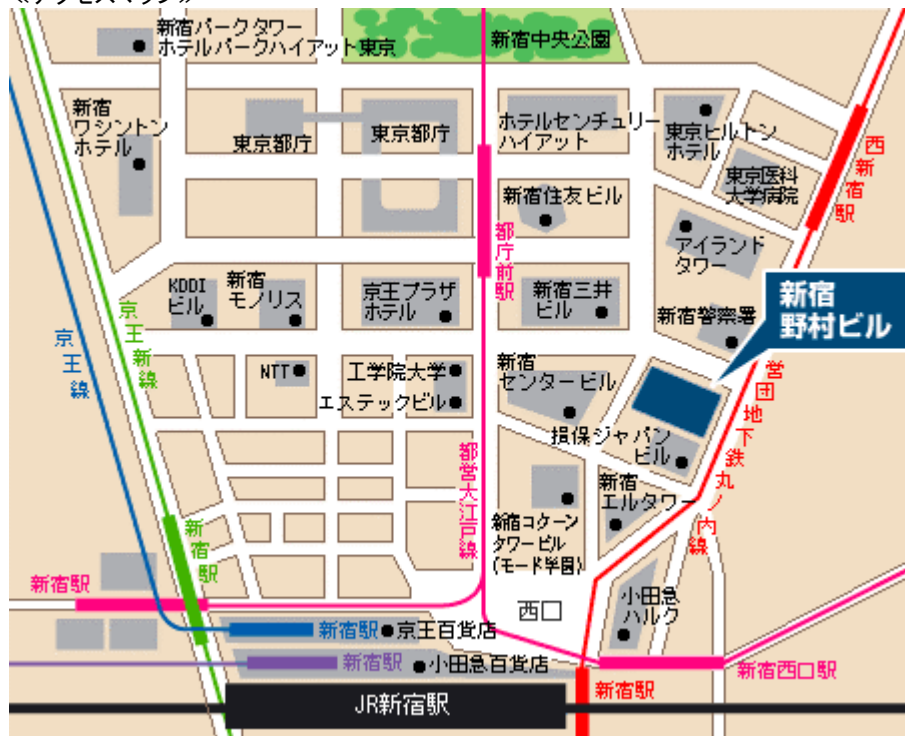 ≪アクセスマップ≫
新宿パークタワー
ホテルパークハイアット東京
新宿中央公園
新宿
ワシントン
ホテル
東京都庁
東京都庁
ホテルセンチュリー
ハイアット
東京ヒルトン
ホテル
東京医科
大学病院
西新宿駅
新宿住友ビル
アイランド
タワー
都庁前駅
KDDI
ビル
新宿
モノリス
京王プラザ
ホテル
新宿三井
ビル
新宿警察署
新宿
野村ビル
京王線
京王新線
NTT
工学院大学
エステックビル
新宿
センタービル
損保ジャパン
ビル
営団地下鉄丸ノ内線
都営大江戸線
新宿
エルタワー
新宿コクーン
タワービル
(モード学園)
新宿駅
新宿駅
西口
小田急
ハルク
新宿駅
京王百貨店
新宿駅
小田急百貨店
新宿駅
新宿西口駅
JR新宿駅